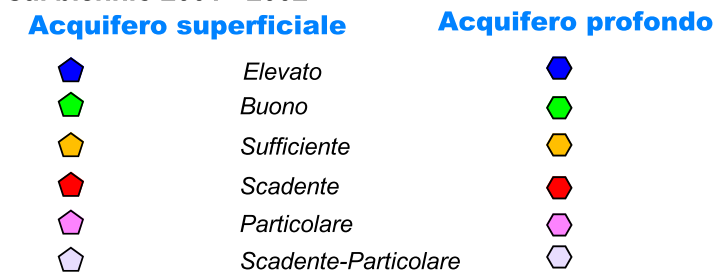 Acquifero superficiale
Acquifero profondo
Elevato
Buono
Sufficiente
Scadente
Particolare
Scadente-Particolare